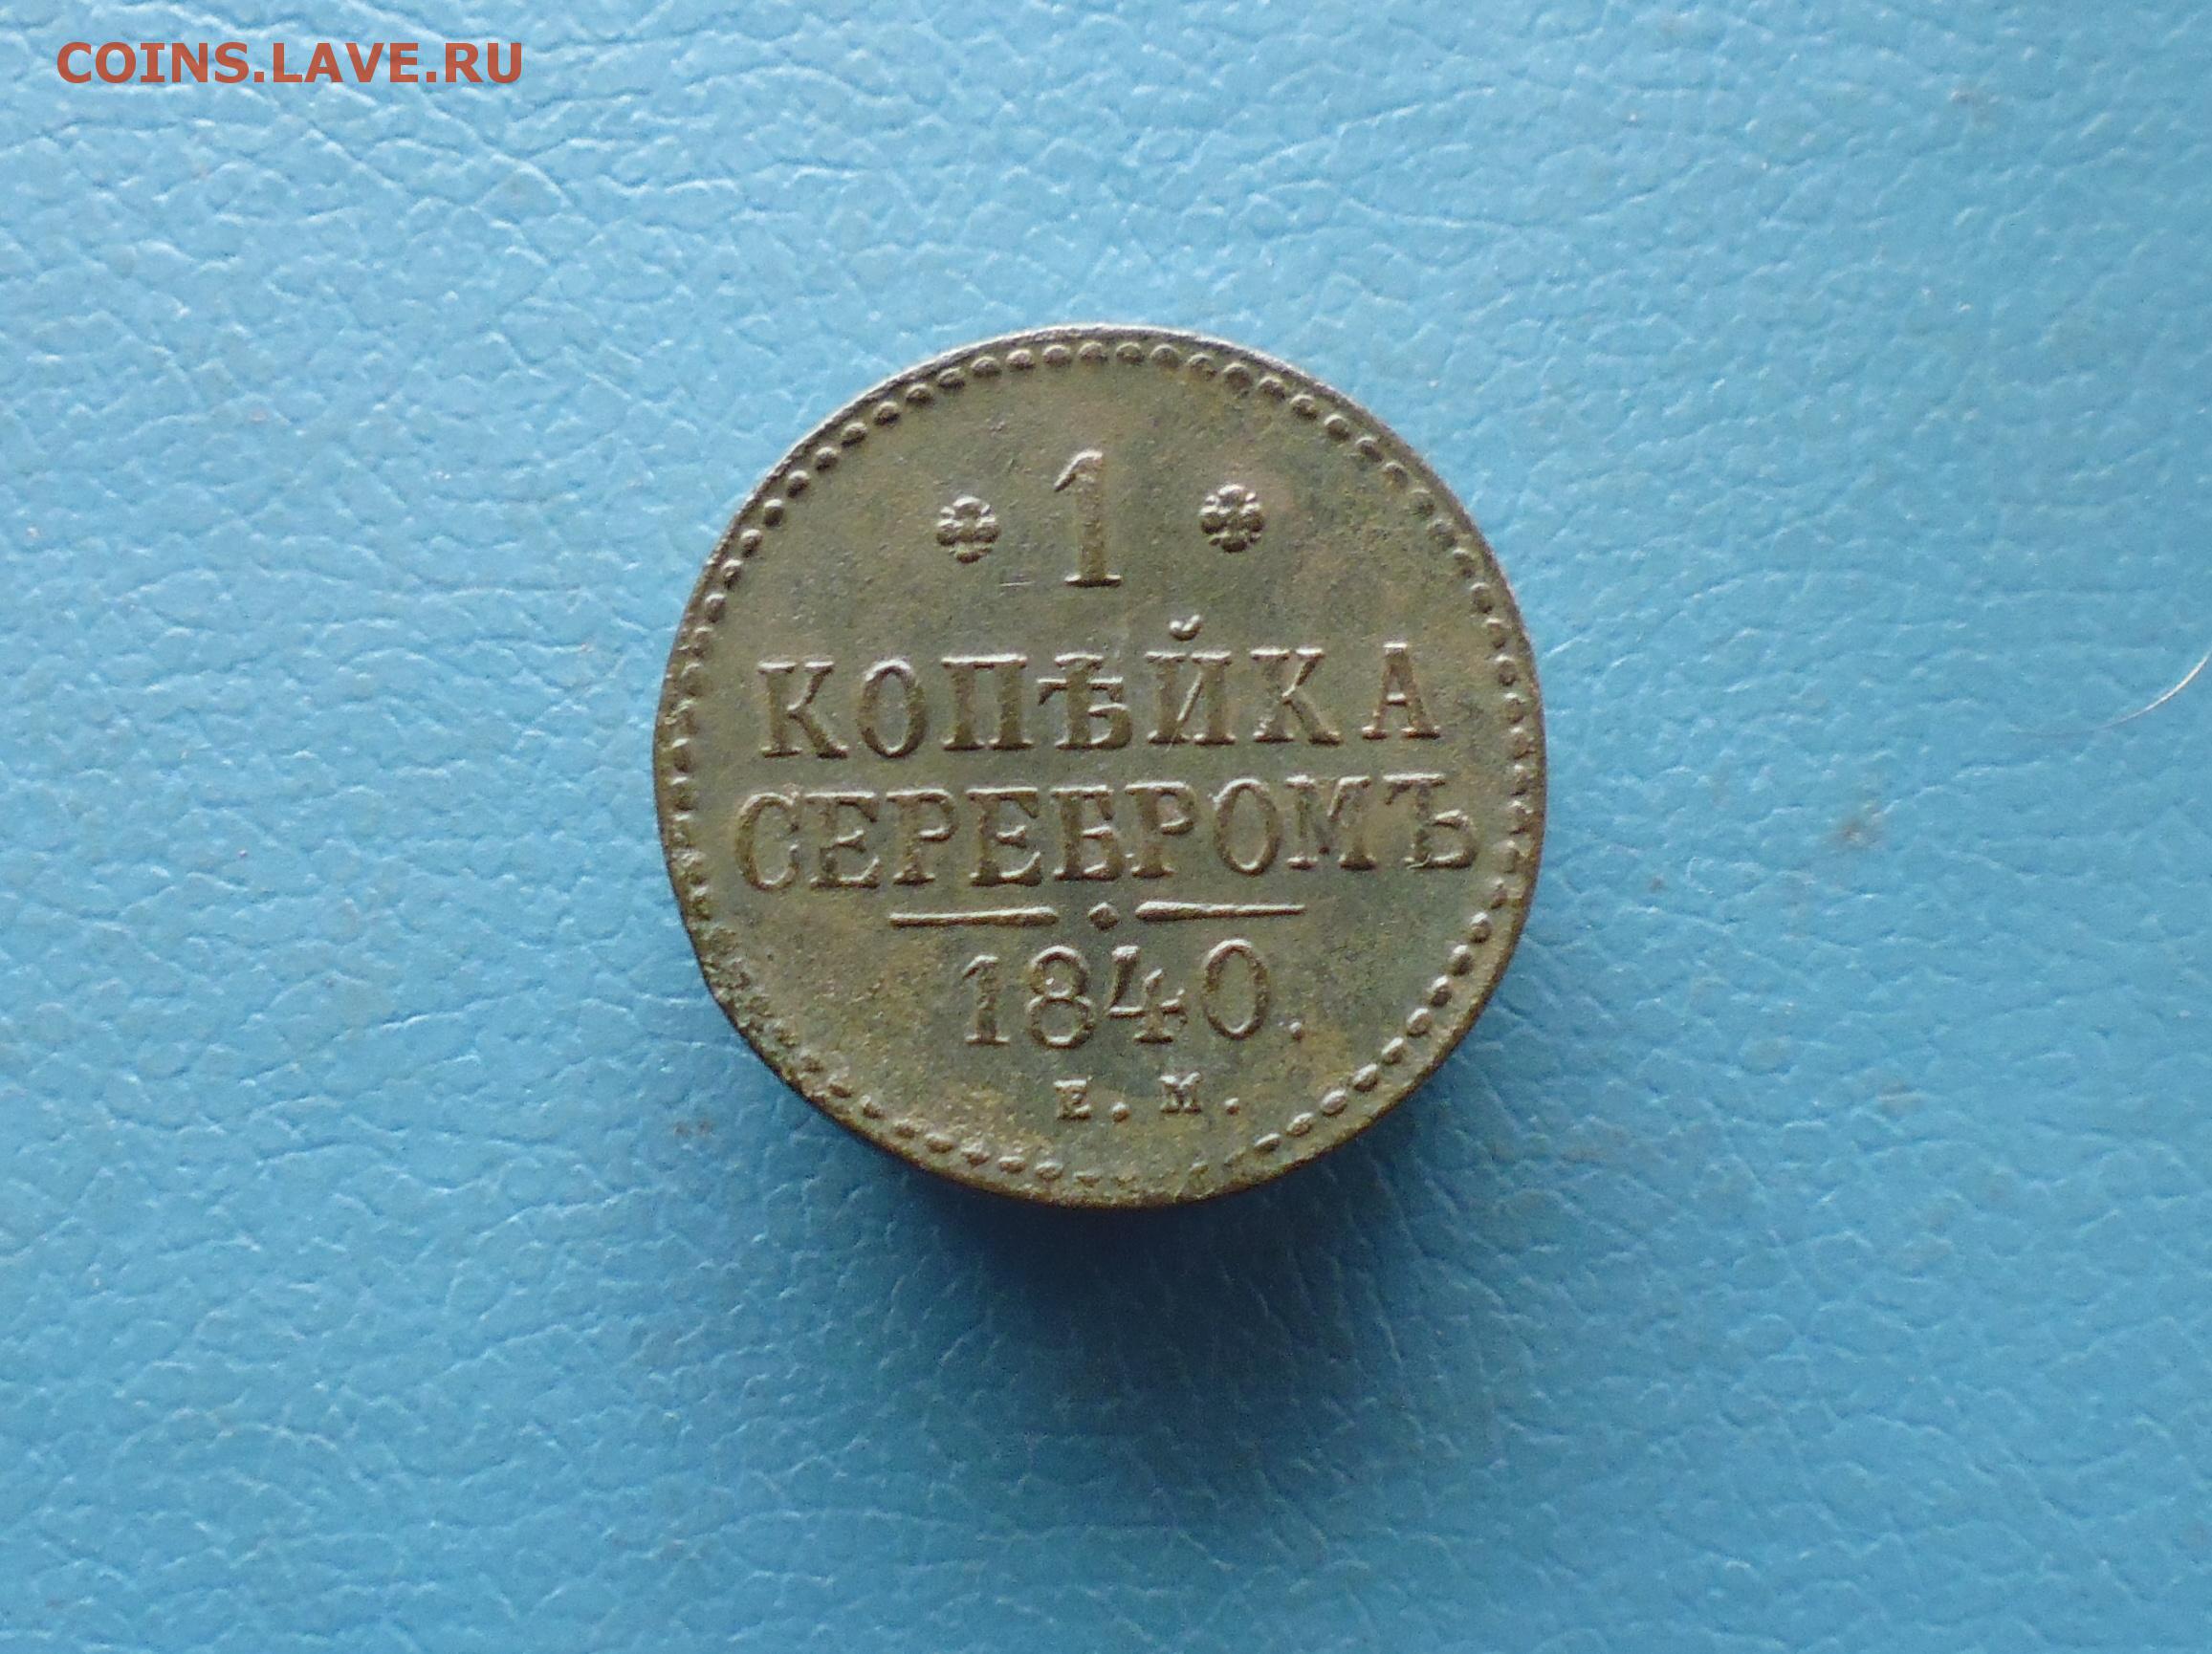 COINS.LAVE.RU
1
КОПѢЙКА
СЕРЕБРОМЪ
1840.
Е.М.